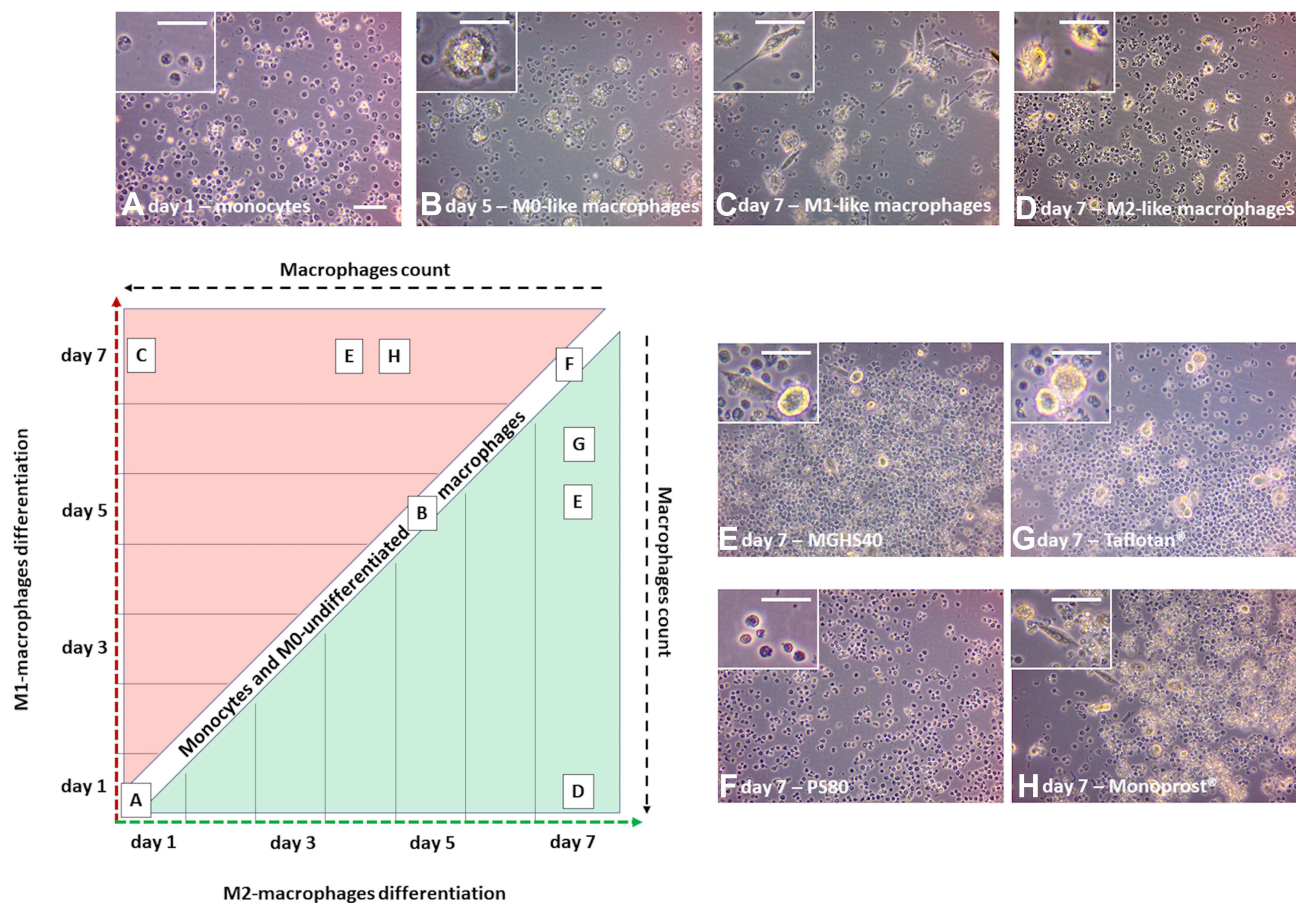 A day 1 – monocytes
B day 5 – M0-like macrophages
C day 7 – M1-like macrophages
D day 7 – M2-like macrophages
Macrophages count
M1-macrophages differentiation
day 7
day 5
day 3
day 1
C
E
H
F
G
E
B
A
D
Monocytes and M0-undifferentiated macrophages
Macrophages count
day 1
day 3
day 5
day 7
M2-macrophages differentiation
E day 7 – MGHS40
G day 7 – Taflotan®
F day 7 – PS80
H day 7 – Monoprost®